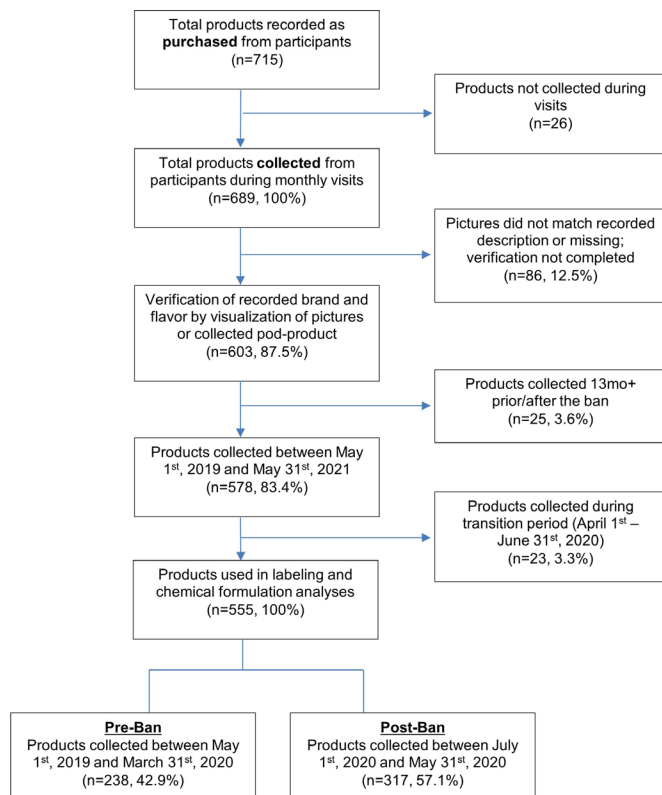 Total products recorded as
purchased from participants
(n=715)
Products not collected during
visits
(n=26)
Total products collected from
participants during monthly visits
(n=689, 100%)
Pictures did not match recorded
description or missing;
verification not completed
(n=86, 12.5%)
Verification of recorded brand and
flavor by visualization of pictures
or collected pod-product
(n=603, 87.5%)
Products collected 13mo+
prior/after the ban
(n=25, 3.6%)
Products collected between May
1st, 2019 and May 31st, 2021
(n=578, 83.4%)
Products collected during
transition period (April 1st –
June 31st, 2020)
(n=23, 3.3%)
Products used in labeling and
chemical formulation analyses
(n=555, 100%)
Pre-Ban
Products collected between May
1st, 2019 and March 31st, 2020
(n=238, 42.9%)
Post-Ban
Products collected between July
1st, 2020 and May 31st, 2020
(n=317, 57.1%)